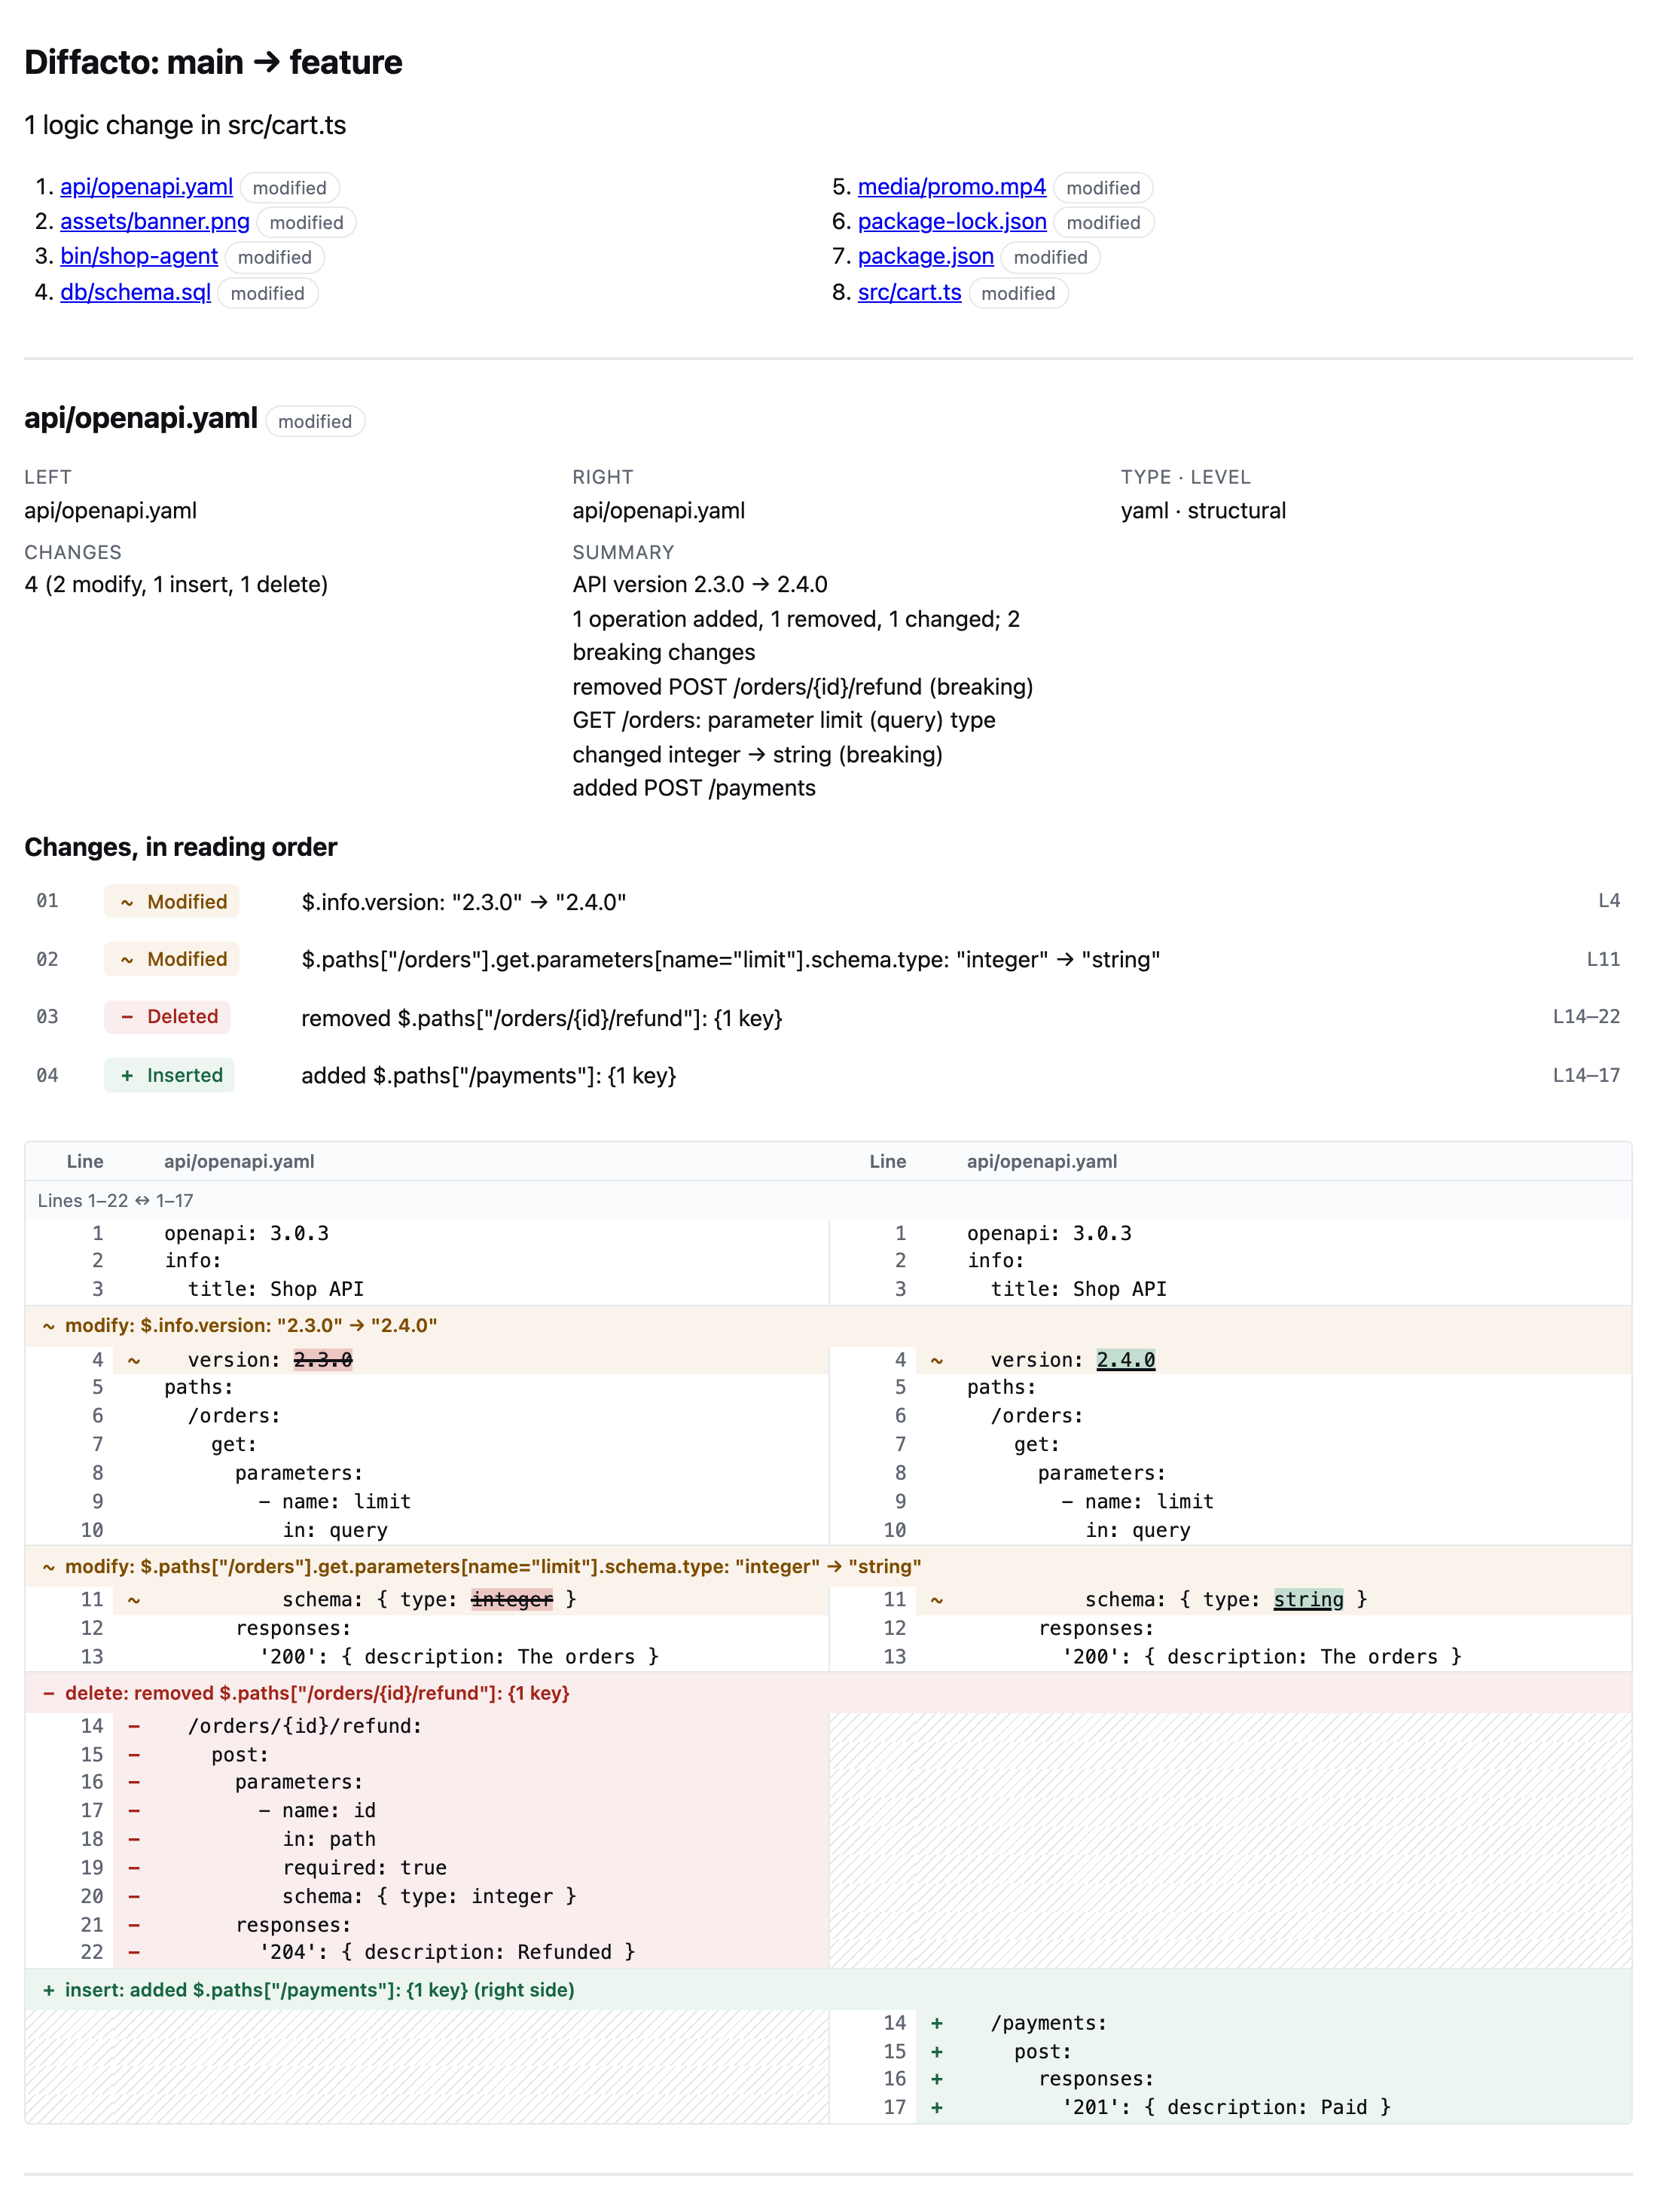 Diffacto: main → feature
1 logic change in src/cart.ts
1. api/openapi.yaml modified
2. assets/banner.png modified
3. bin/shop-agent modified
4. db/schema.sql modified
5. media/promo.mp4 modified
6. package-lock.json modified
7. package.json modified
8. src/cart.ts modified
api/openapi.yaml modified
LEFT
api/openapi.yaml
RIGHT
api/openapi.yaml
TYPE · LEVEL
yaml · structural
CHANGES
4 (2 modify, 1 insert, 1 delete)
SUMMARY
API version 2.3.0 → 2.4.0
1 operation added, 1 removed, 1 changed; 2
breaking changes
removed POST /orders/{id}/refund (breaking)
GET /orders: parameter limit (query) type
changed integer → string (breaking)
added POST /payments
Changes, in reading order
01 ~ Modified $.info.version: "2.3.0" → "2.4.0" L4
02 ~ Modified $.paths["/orders"].get.parameters[name="limit"].schema.type: "integer" → "string" L11
03 − Deleted removed $.paths["/orders/{id}/refund"]: {1 key} L14–22
04 + Inserted added $.paths["/payments"]: {1 key} L14–17
Line api/openapi.yaml Line api/openapi.yaml
Lines 1–22 ↔ 1–17
1 openapi: 3.0.3 1 openapi: 3.0.3
2 info: 2 info:
3 title: Shop API 3 title: Shop API
~ modify: $.info.version: "2.3.0" → "2.4.0"
4 ~ version: 2.3.0 4 ~ version: 2.4.0
5 paths: 5 paths:
6 /orders: 6 /orders:
7 get: 7 get:
8 parameters: 8 parameters:
9 - name: limit 9 - name: limit
10 in: query 10 in: query
~ modify: $.paths["/orders"].get.parameters[name="limit"].schema.type: "integer" → "string"
11 ~ schema: { type: integer } 11 ~ schema: { type: string }
12 responses: 12 responses:
13 '200': { description: The orders } 13 '200': { description: The orders }
− delete: removed $.paths["/orders/{id}/refund"]: {1 key}
14 − /orders/{id}/refund:
15 − post:
16 − parameters:
17 − - name: id
18 − in: path
19 − required: true
20 − schema: { type: integer }
21 − responses:
22 − '204': { description: Refunded }
+ insert: added $.paths["/payments"]: {1 key} (right side)
14 + /payments:
15 + post:
16 + responses:
17 + '201': { description: Paid }